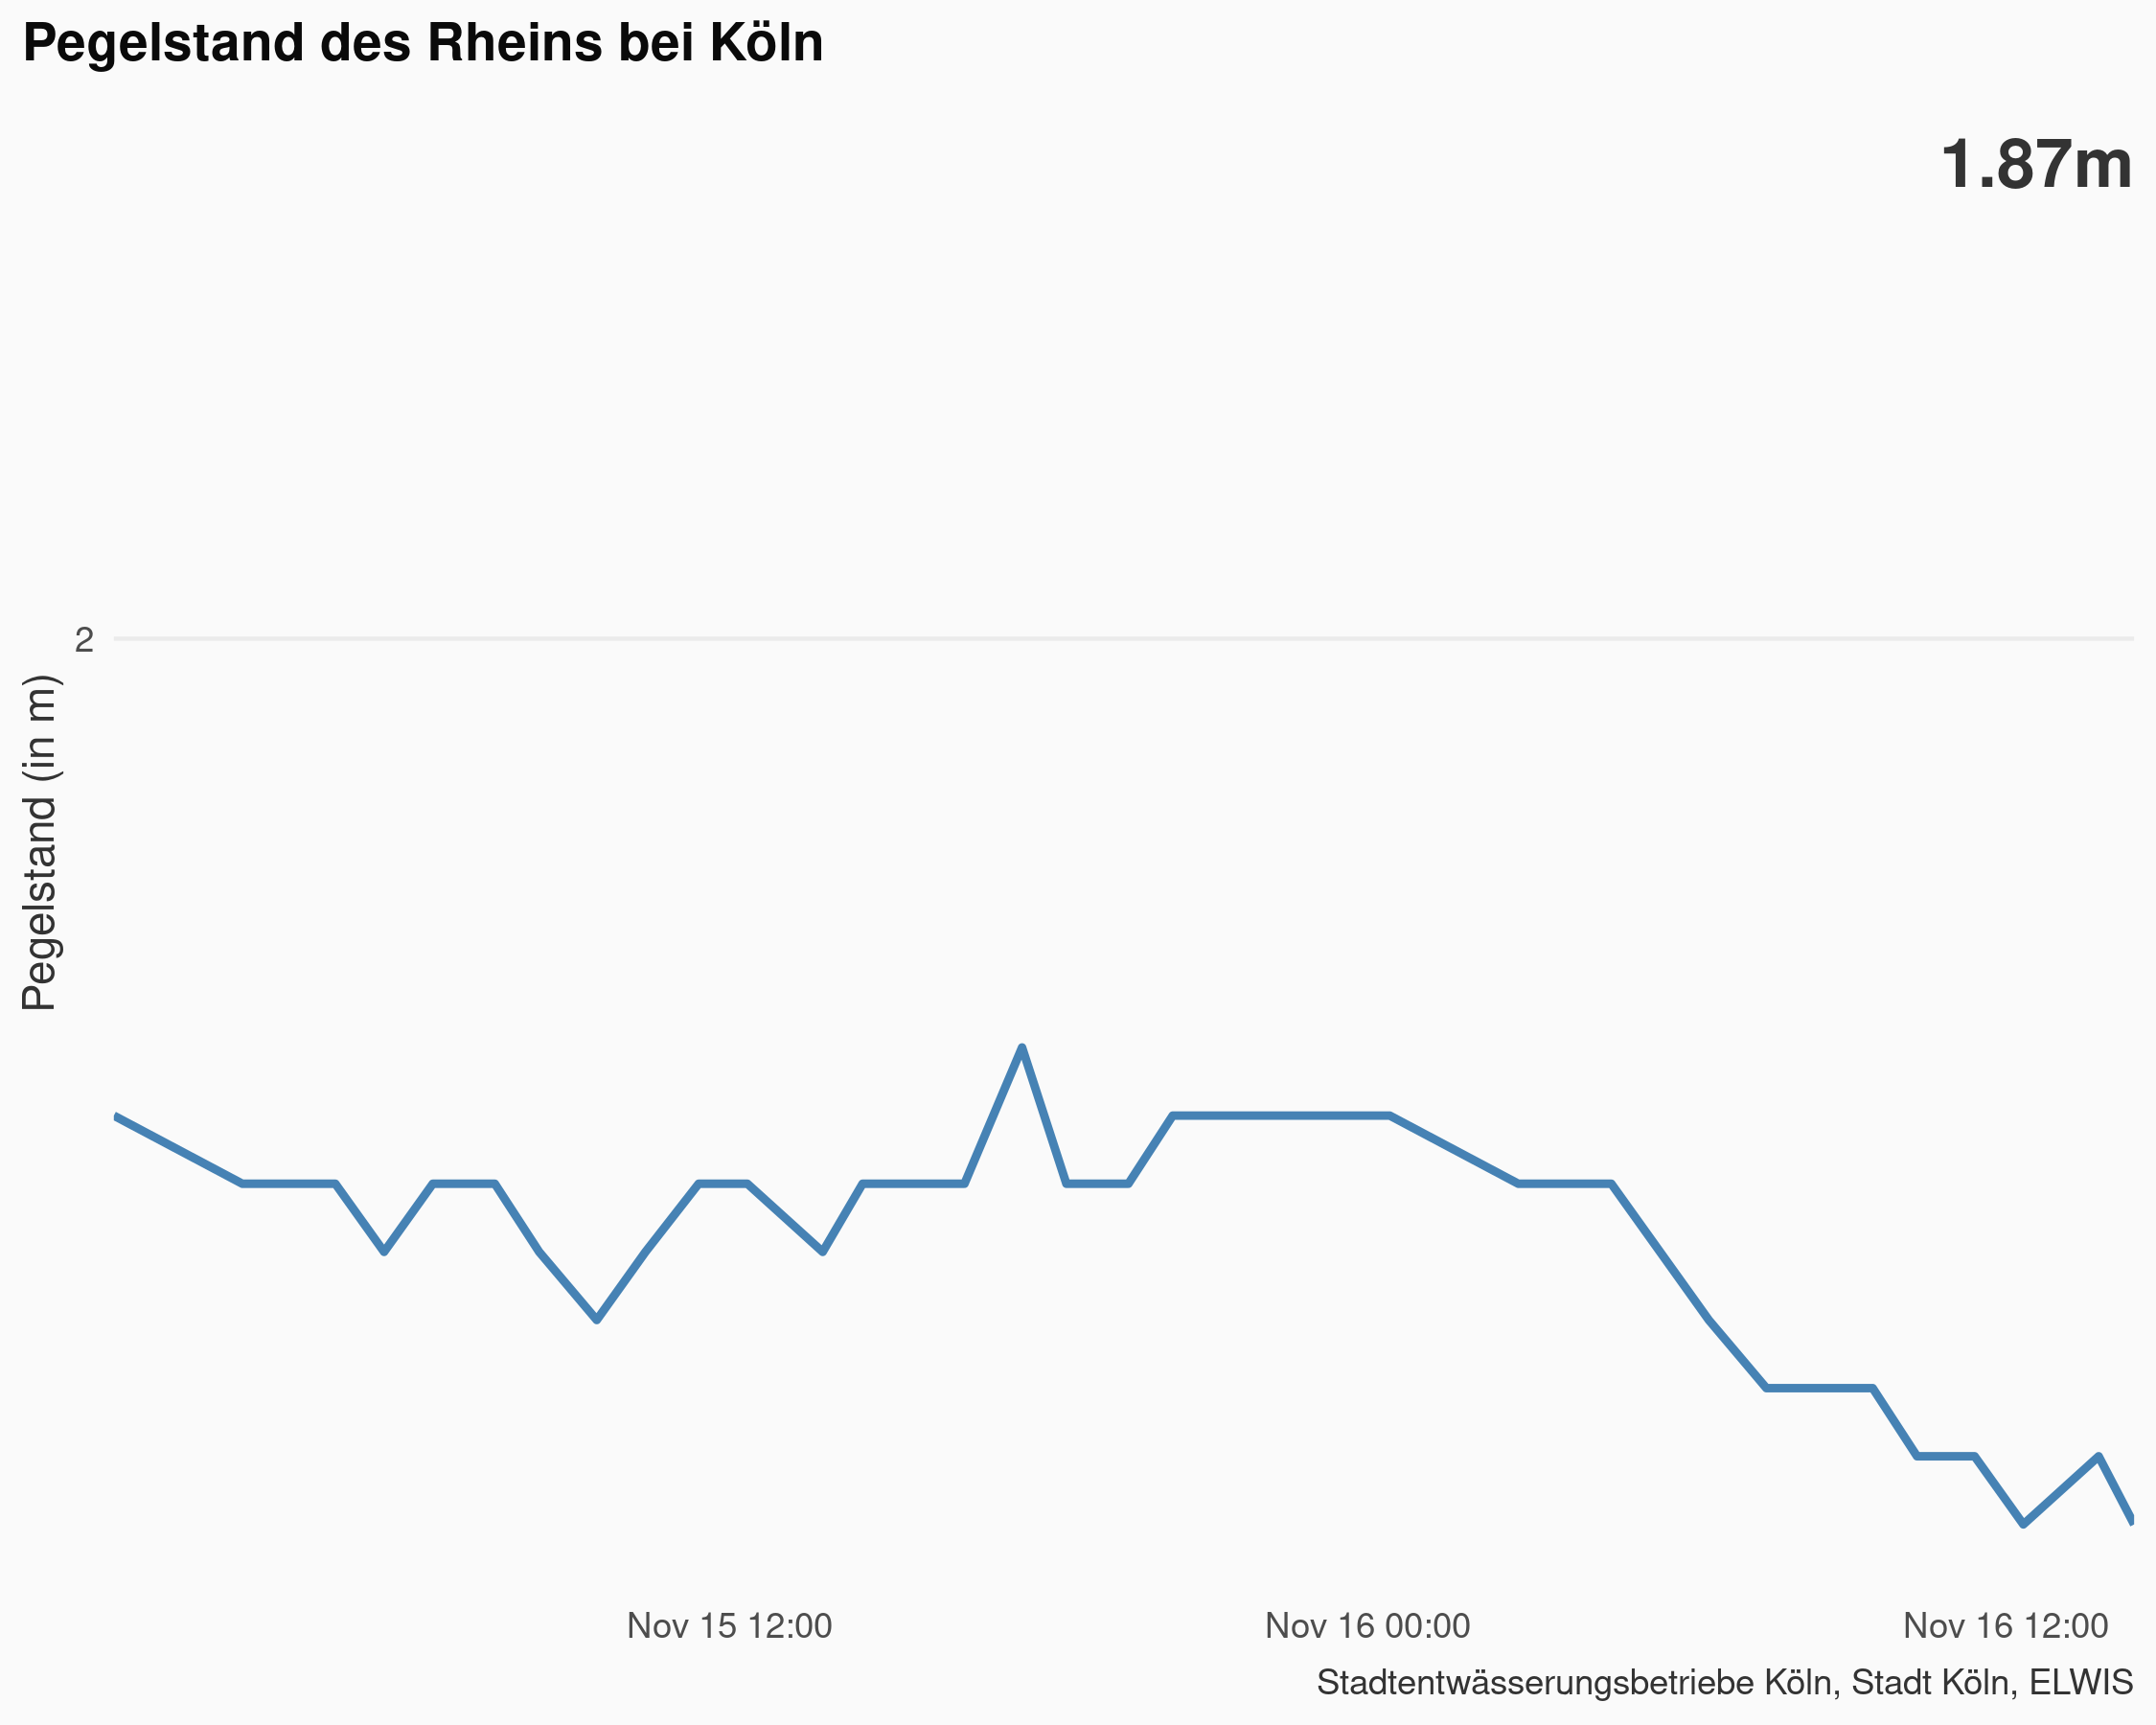 Pegelstand des Rheins bei Köln
1.87m
2
Pegelstand (in m)
Nov 15 12:00
Nov 16 00:00
Nov 16 12:00
Stadtentwässerungsbetriebe Köln, Stadt Köln, ELWIS